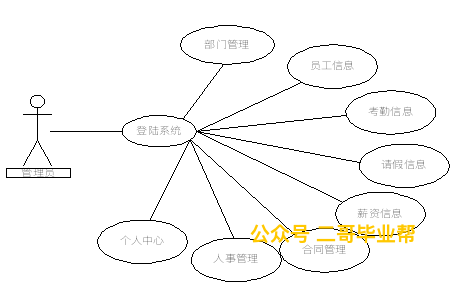 部门管理
员工信息
考勤信息
登陆系统
请假信息
管理员
薪资信息
公众号 二哥毕业帮
个人中心
合同管理
人事管理